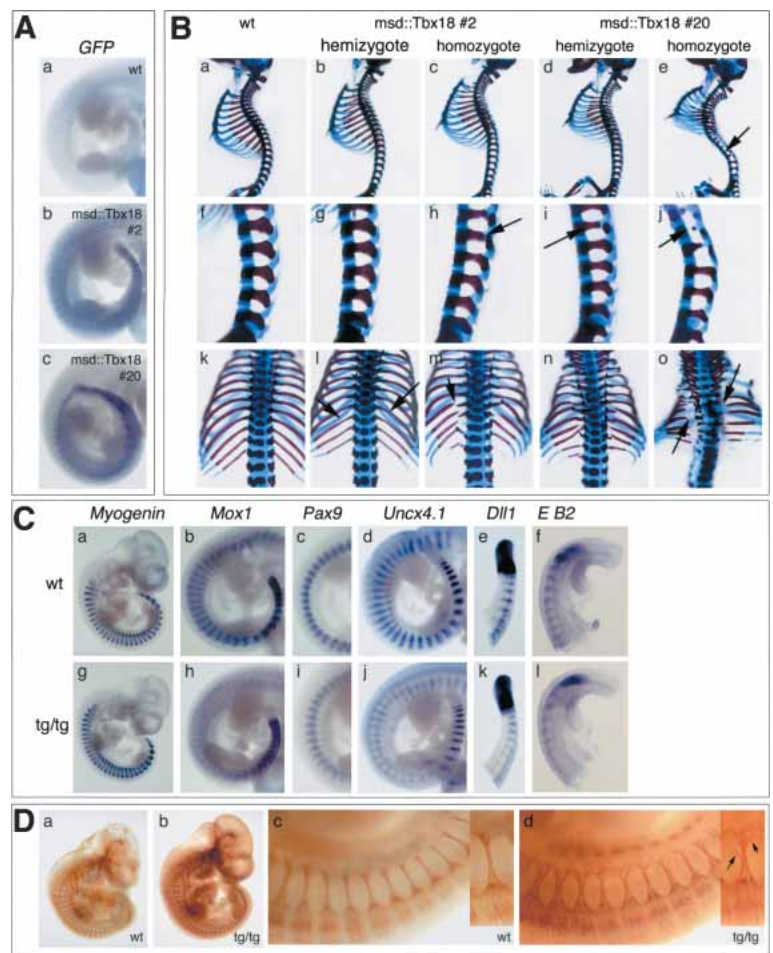 A
GFP
a
wt
b
msd::Tbx18
#2
c
msd::Tbx18
#20
B
wt
msd::Tbx18 #2
msd::Tbx18 #20
hemizygote
homozygote
hemizygote
homozygote
a
b
c
d
e
f
g
h
i
j
k
l
m
n
o
C
Myogenin
Mox1
Pax9
Uncx4.1
Dll1
E B2
wt
a
b
c
d
e
f
tg/tg
g
h
i
j
k
l
D
a
wt
b
tg/tg
c
wt
d
tg/tg